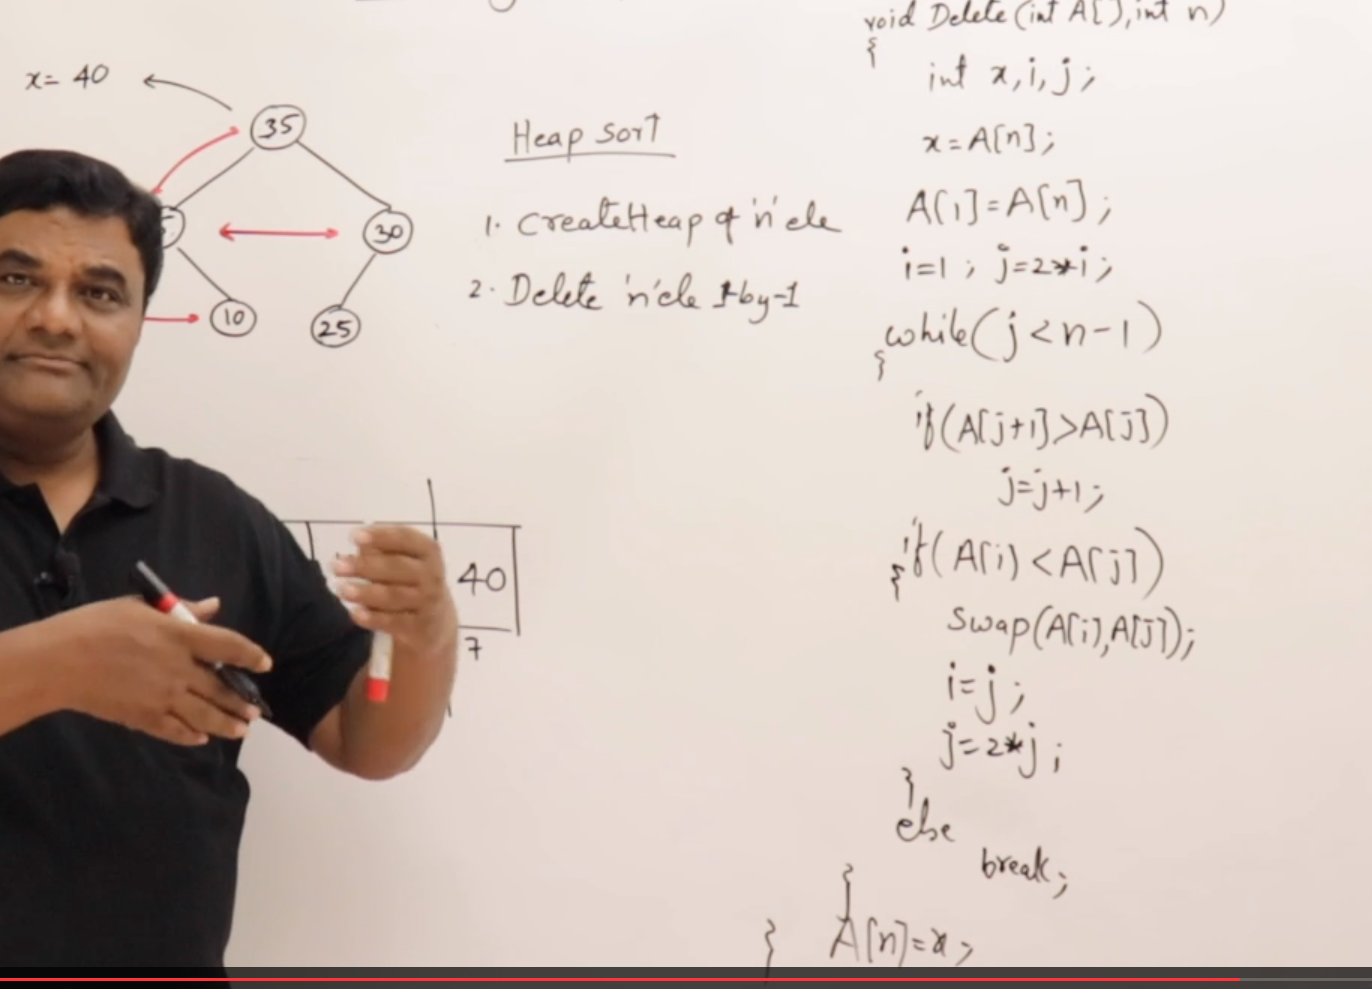 x= 40
35
30
10
25
Heap Sort
1. CreateHeap of 'n' ele
2. Delete 'n' ele 1-by-1
40
7
void Delete(int A[], int n)
{
int x,i,j;
x=A[n];
A[1]=A[n];
i=1; j=2*i;
while(j<n-1)
{
if(A[j+1]>A[j])
j=j+1;
if(A[i]<A[j])
{
swap(A[i],A[j]);
i=j;
j=2*j;
}
else
break;
}
A[n]=x;
}